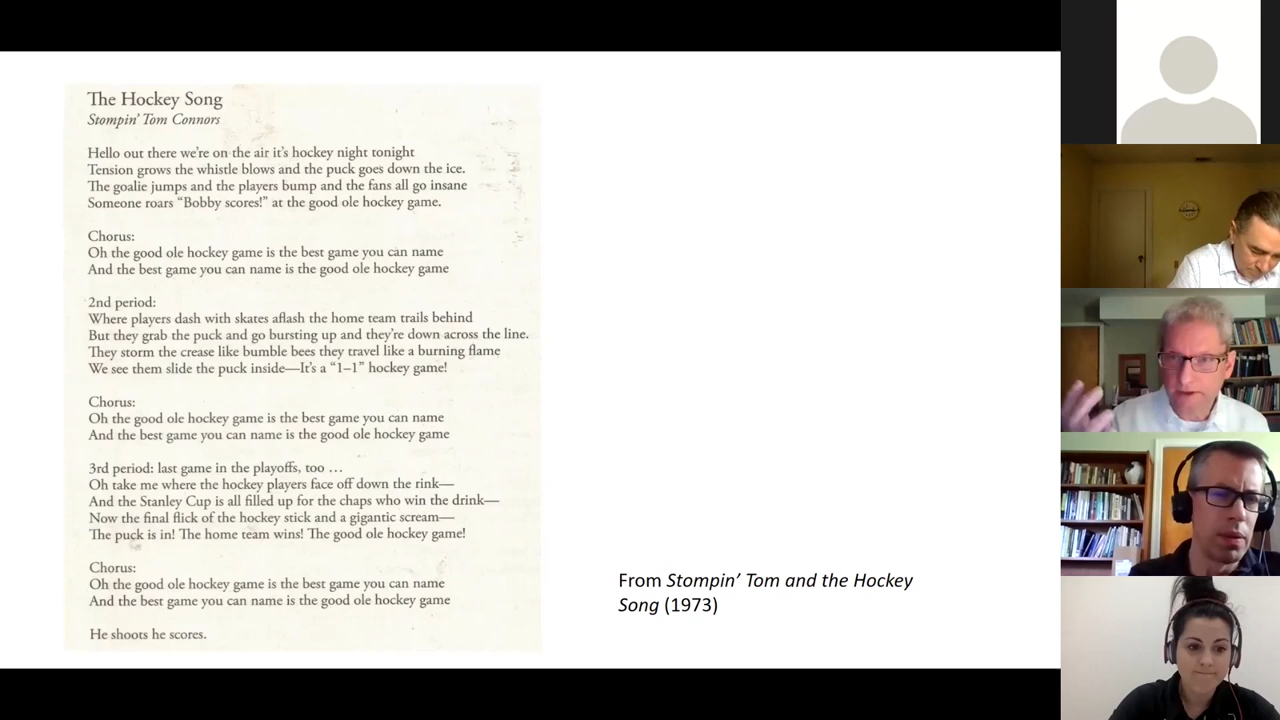 The Hockey Song
Stompin' Tom Connors
Hello out there we're on the air it's hockey night tonight
Tension grows the whistle blows and the puck goes down the ice.
The goalie jumps and the players bump and the fans all go insane
Someone roars “Bobby scores!” at the good ole hockey game.
Chorus:
Oh the good ole hockey game is the best game you can name
And the best game you can name is the good ole hockey game
2nd period:
Where players dash with skates aflash the home team trails behind
But they grab the puck and go bursting up and they're down across the line.
They storm the crease like bumble bees they travel like a burning flame
We see them slide the puck inside—It's a “1–1” hockey game!
Chorus:
Oh the good ole hockey game is the best game you can name
And the best game you can name is the good ole hockey game
3rd period: last game in the playoffs, too ...
Oh take me where the hockey players face off down the rink—
And the Stanley Cup is all filled up for the chaps who win the drink—
Now the final flick of the hockey stick and a gigantic scream—
The puck is in! The home team wins! The good ole hockey game!
Chorus:
Oh the good ole hockey game is the best game you can name
And the best game you can name is the good ole hockey game
He shoots he scores.
From Stompin' Tom and the Hockey
Song (1973)